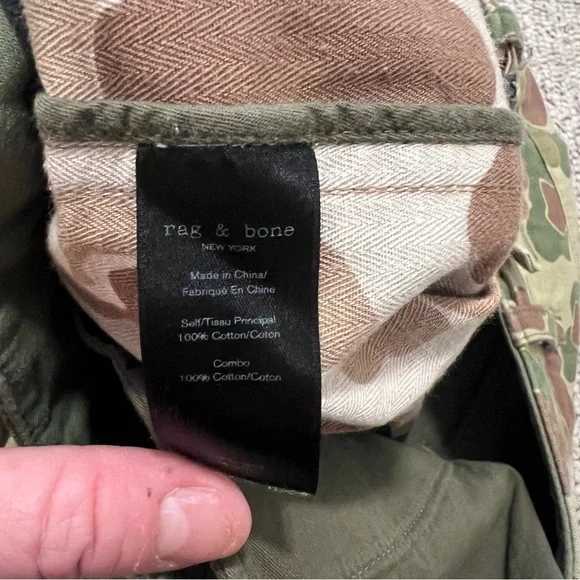 rag & bone
NEW YORK
Made in China/
Fabriqué En Chine
Self/Tissu Principal
100% Cotton/Coton
Combo
100% Cotton/Coton